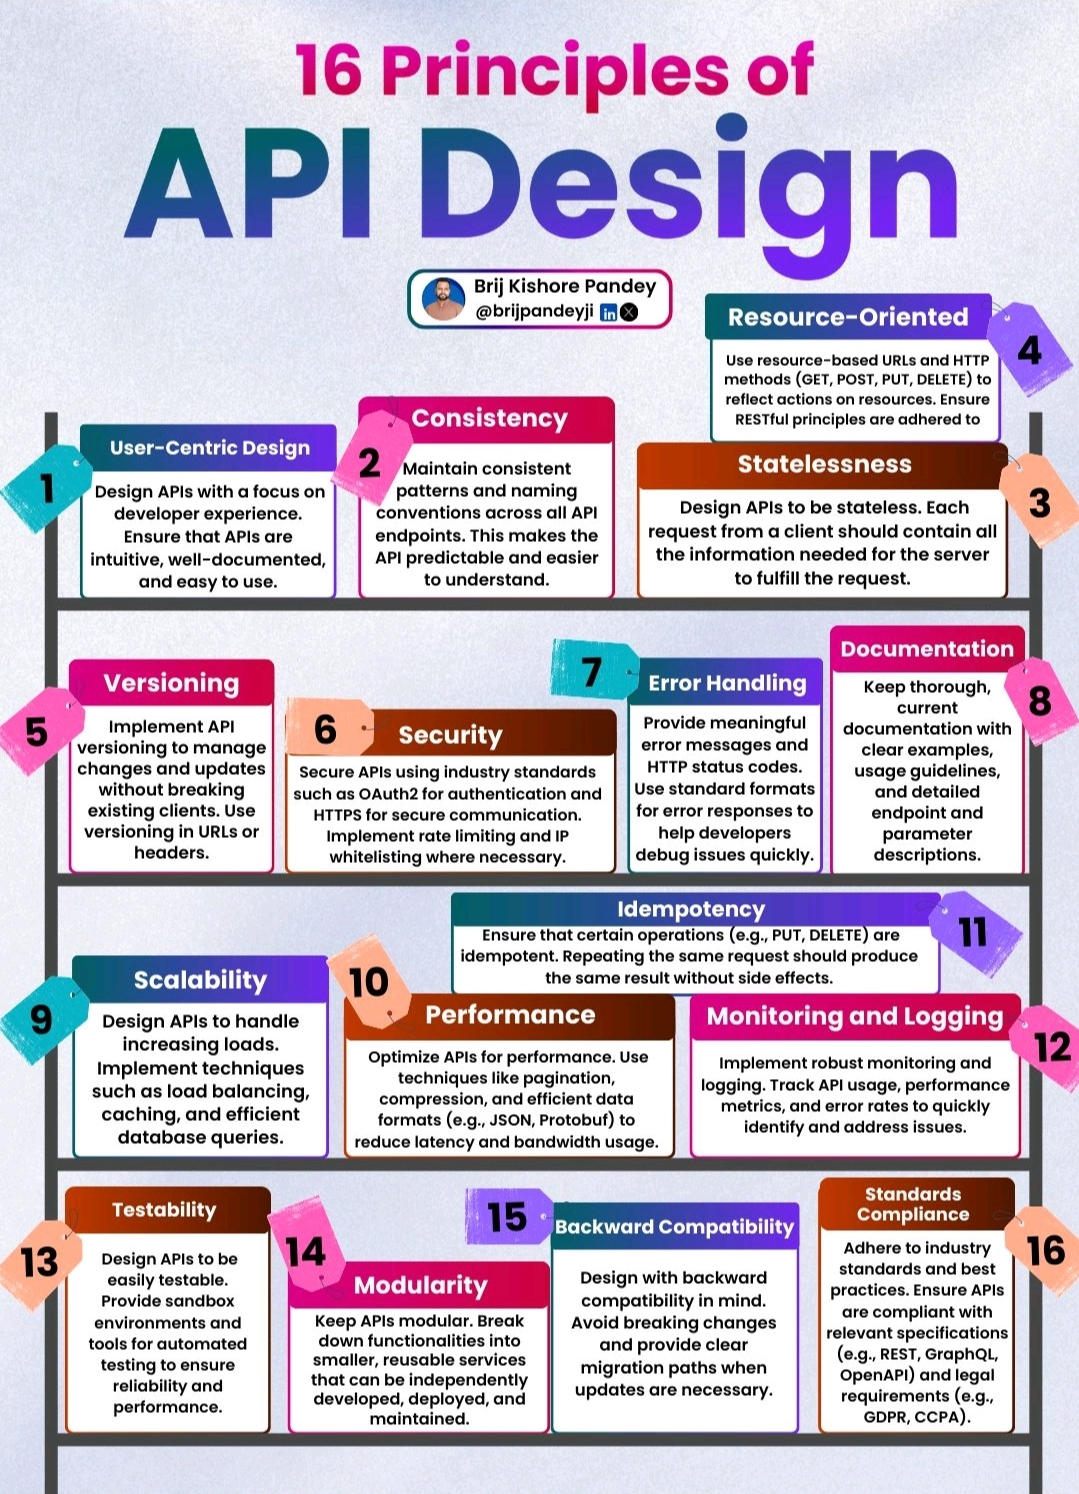 16 Principles of
API Design
Brij Kishore Pandey
@brijpandeyji in X
1
User-Centric Design
Design APIs with a focus on
developer experience.
Ensure that APIs are
intuitive, well-documented,
and easy to use.
2
Consistency
Maintain consistent
patterns and naming
conventions across all API
endpoints. This makes the
API predictable and easier
to understand.
3
Statelessness
Design APIs to be stateless. Each
request from a client should contain all
the information needed for the server
to fulfill the request.
4
Resource-Oriented
Use resource-based URLs and HTTP
methods (GET, POST, PUT, DELETE) to
reflect actions on resources. Ensure
RESTful principles are adhered to
5
Versioning
Implement API
versioning to manage
changes and updates
without breaking
existing clients. Use
versioning in URLs or
headers.
6
Security
Secure APIs using industry standards
such as OAuth2 for authentication and
HTTPS for secure communication.
Implement rate limiting and IP
whitelisting where necessary.
7
Error Handling
Provide meaningful
error messages and
HTTP status codes.
Use standard formats
for error responses to
help developers
debug issues quickly.
8
Documentation
Keep thorough,
current
documentation with
clear examples,
usage guidelines,
and detailed
endpoint and
parameter
descriptions.
9
Scalability
Design APIs to handle
increasing loads.
Implement techniques
such as load balancing,
caching, and efficient
database queries.
10
Performance
Optimize APIs for performance. Use
techniques like pagination,
compression, and efficient data
formats (e.g., JSON, Protobuf) to
reduce latency and bandwidth usage.
11
Idempotency
Ensure that certain operations (e.g., PUT, DELETE) are
idempotent. Repeating the same request should produce
the same result without side effects.
12
Monitoring and Logging
Implement robust monitoring and
logging. Track API usage, performance
metrics, and error rates to quickly
identify and address issues.
13
Testability
Design APIs to be
easily testable.
Provide sandbox
environments and
tools for automated
testing to ensure
reliability and
performance.
14
Modularity
Keep APIs modular. Break
down functionalities into
smaller, reusable services
that can be independently
developed, deployed, and
maintained.
15
Backward Compatibility
Design with backward
compatibility in mind.
Avoid breaking changes
and provide clear
migration paths when
updates are necessary.
16
Standards
Compliance
Adhere to industry
standards and best
practices. Ensure APIs
are compliant with
relevant specifications
(e.g., REST, GraphQL,
OpenAPI) and legal
requirements (e.g.,
GDPR, CCPA).